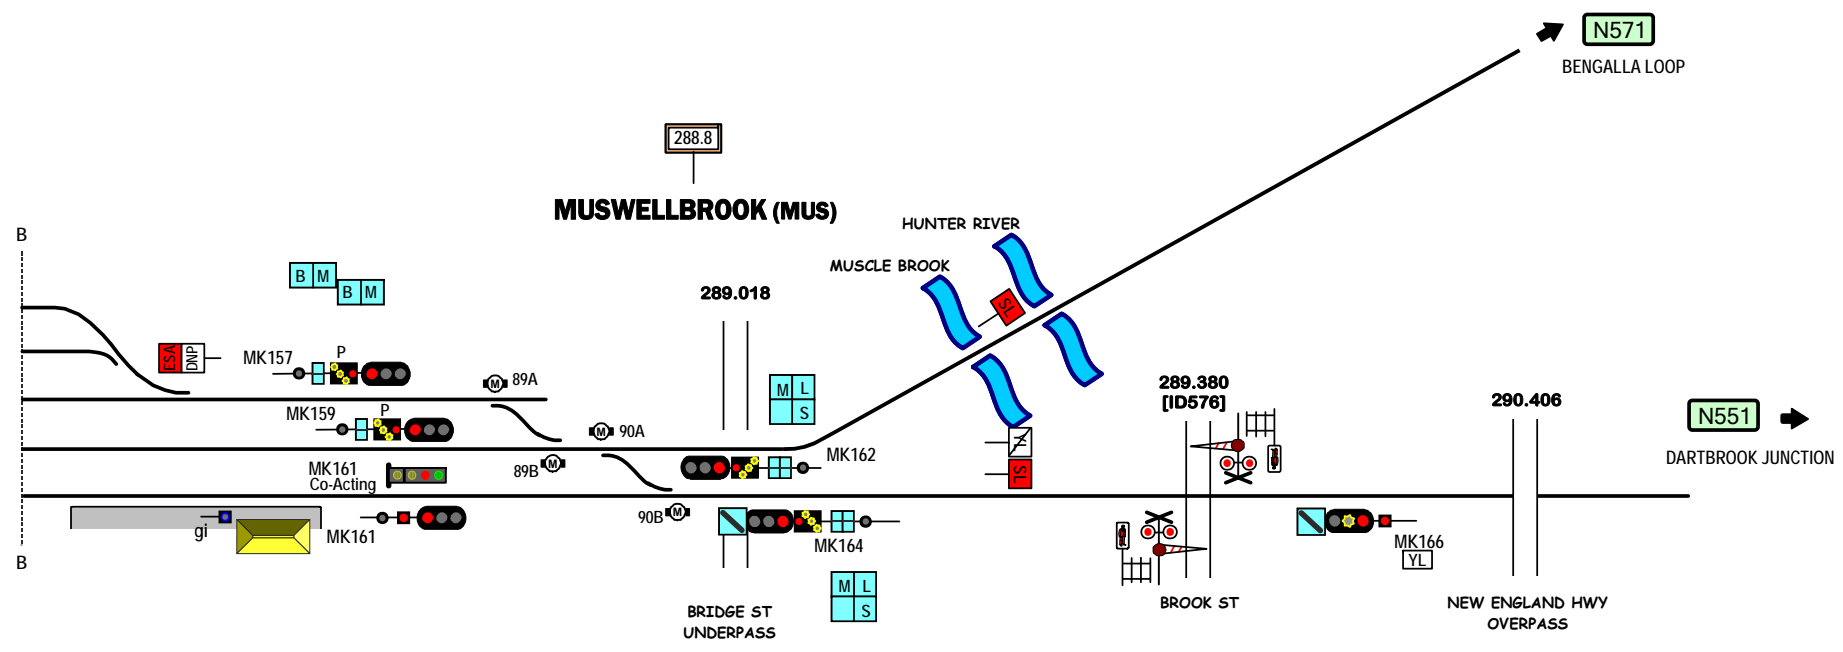 N571
BENGALLA LOOP
288.8
MUSWELLBROOK (MUS)
HUNTER RIVER
MUSCLE BROOK
B
B M
B M
289.018
SL
ESA
DNP
MK157
P
89A
M
M L
S
289.380
[ID576]
290.406
N551
DARTBROOK JUNCTION
MK159
P
M
90A
YL
SL
MK162
MK161
Co-Acting
89B
M
90B
M
gi
MK161
MK164
MK166
YL
B
M L
S
BRIDGE ST
UNDERPASS
BROOK ST
NEW ENGLAND HWY
OVERPASS